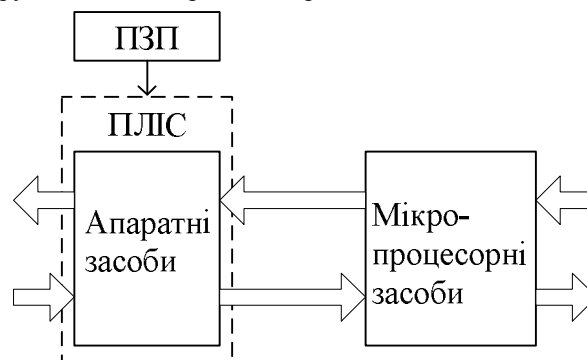 ПЗП
ПЛІС
Апаратні
засоби
Мікро-
процесорні
засоби